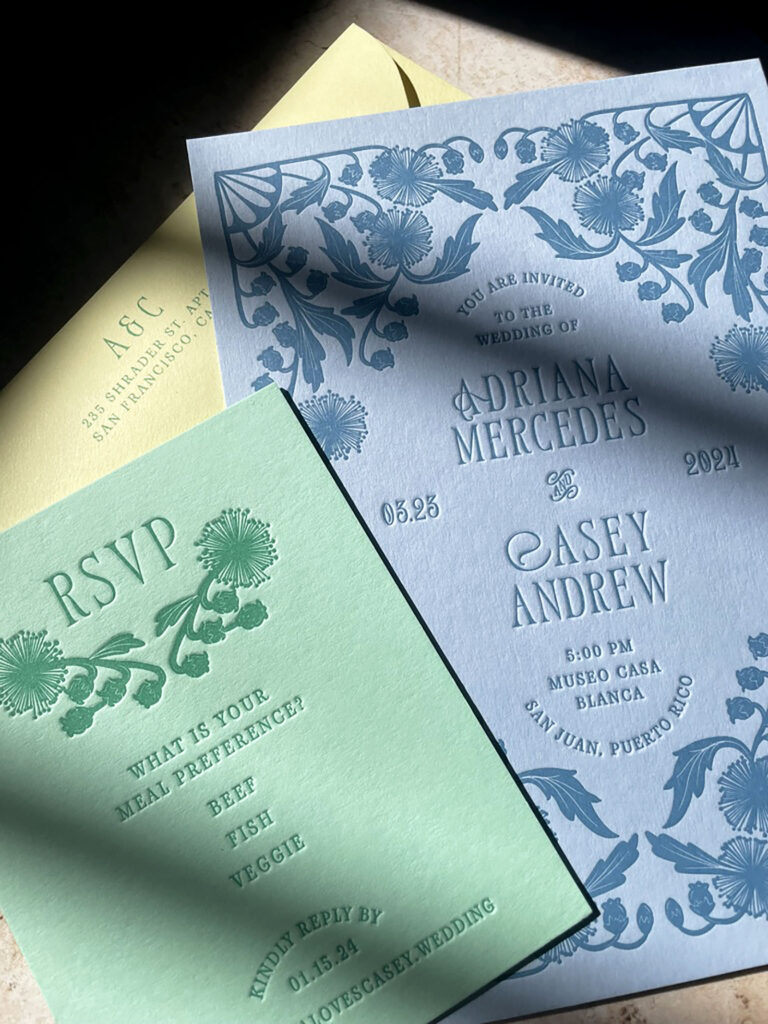 A&C
235 SHRADER ST. APT
SAN FRANCISCO, CA
YOU ARE INVITED
TO THE
WEDDING OF
ADRIANA
MERCEDES
AND
CASEY
ANDREW
03.23
2024
5:00 PM
MUSEO CASA
BLANCA
SAN JUAN, PUERTO RICO
RSVP
WHAT IS YOUR
MEAL PREFERENCE?
BEEF
FISH
VEGGIE
KINDLY REPLY BY
01.15.24
ALOVESCASEY.WEDDING